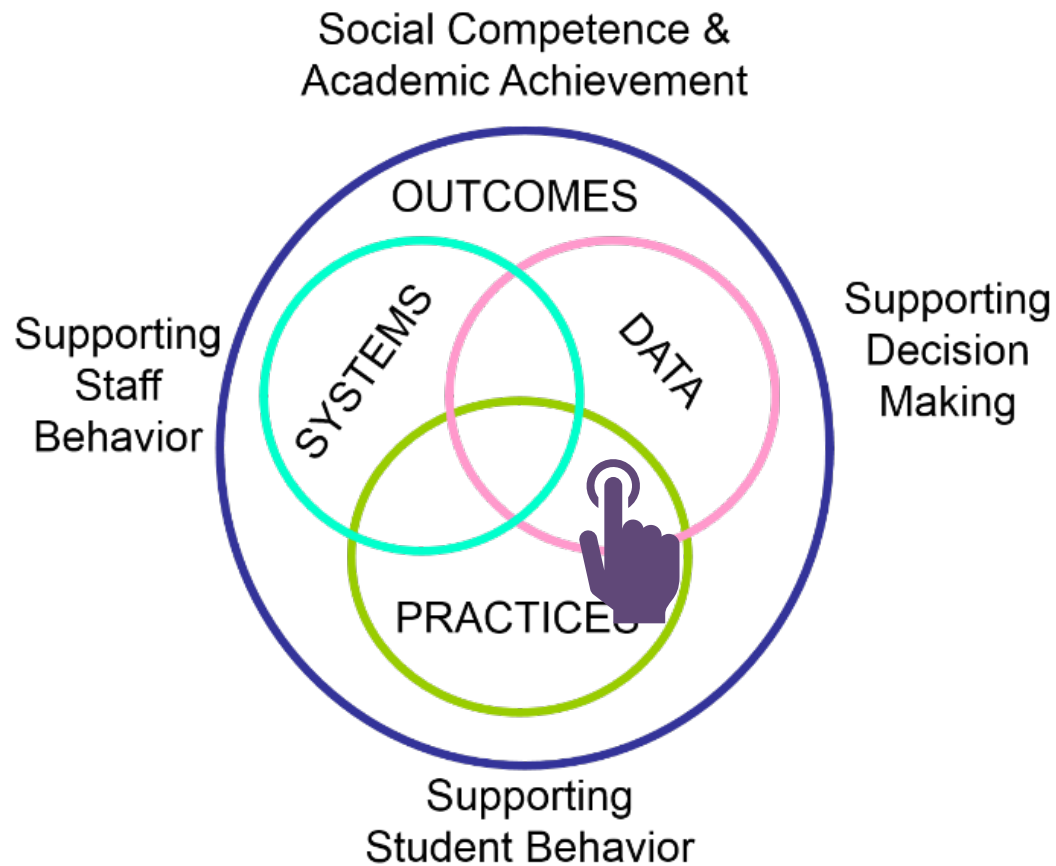 Social Competence &
Academic Achievement
OUTCOMES
SYSTEMS
DATA
Supporting
Staff
Behavior
Supporting
Decision
Making
PRACTICES
Supporting
Student Behavior